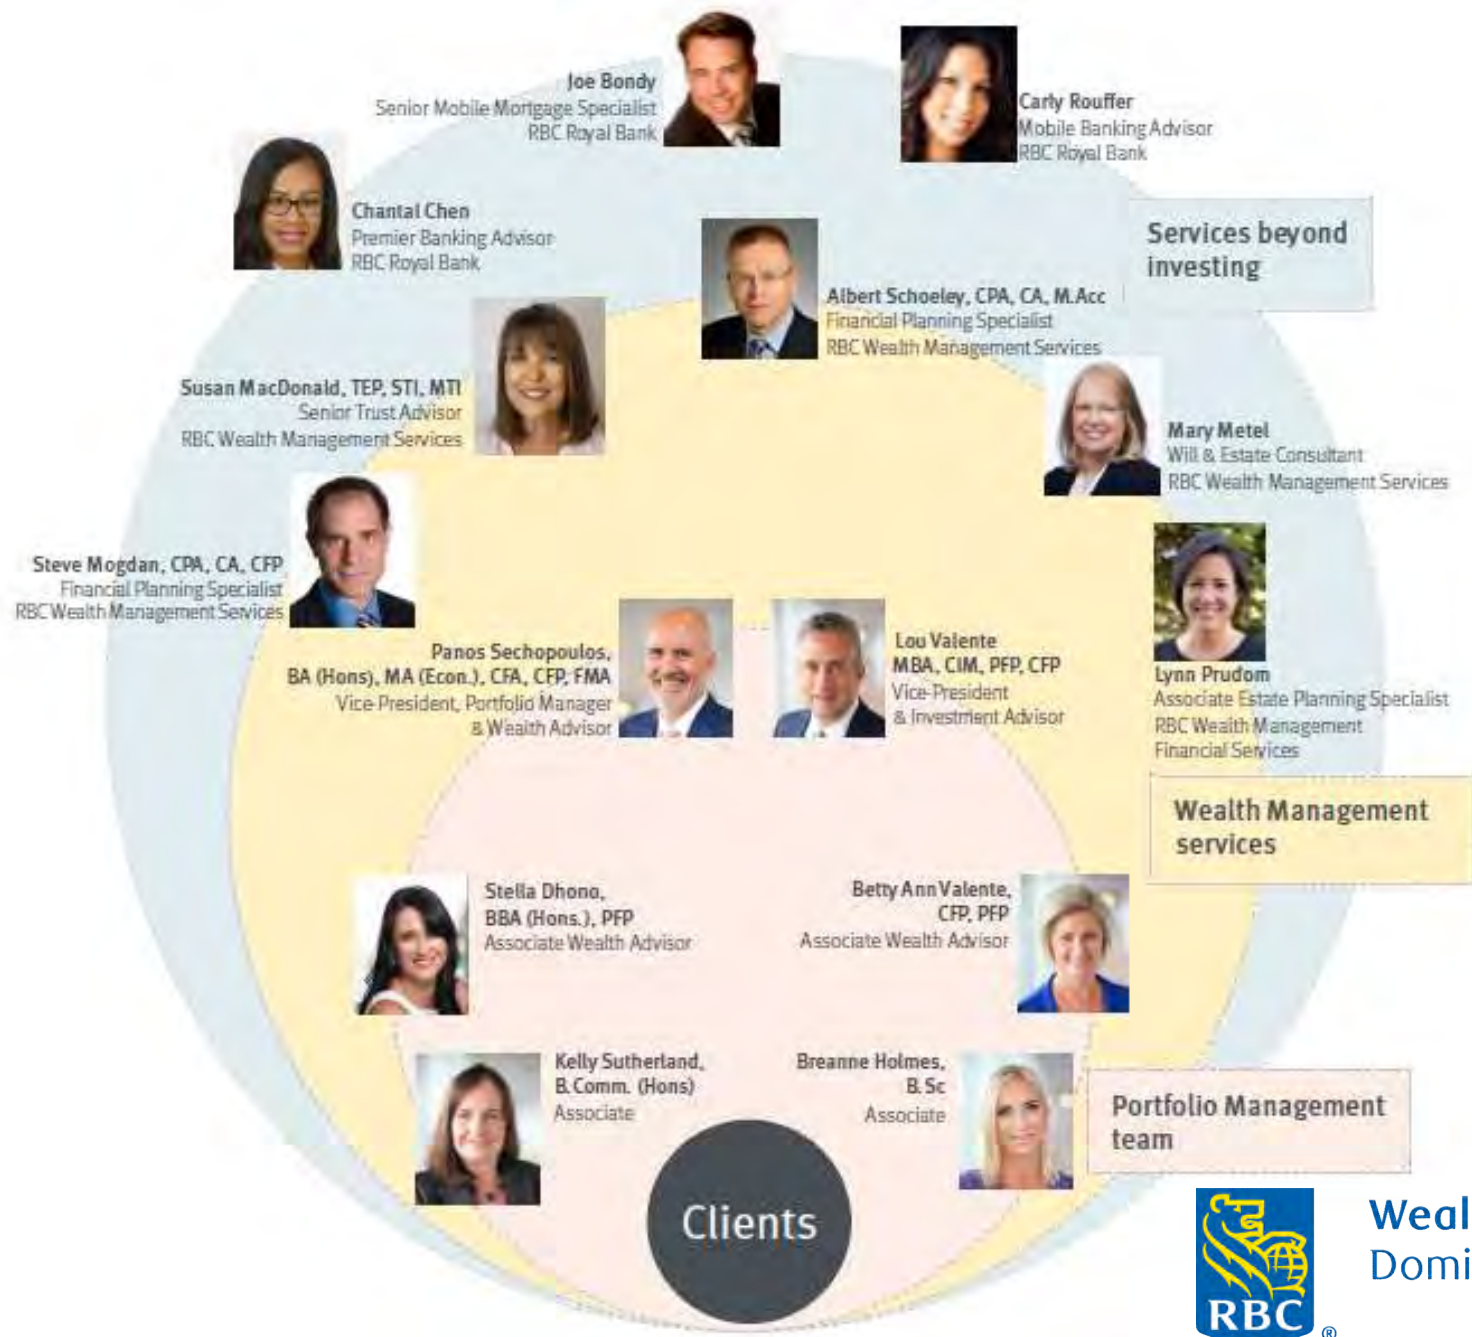 Joe Bondy
Senior Mobile Mortgage Specialist
RBC Royal Bank
Carly Rouffer
Mobile Banking Advisor
RBC Royal Bank
Chantal Chen
Premier Banking Advisor
RBC Royal Bank
Services beyond
investing
Albert Schoeley, CPA, CA, M.Acc
Financial Planning Specialist
RBC Wealth Management Services
Susan MacDonald, TEP, STI, MTI
Senior Trust Advisor
RBC Wealth Management Services
Mary Metel
Will & Estate Consultant
RBC Wealth Management Services
Steve Mogdan, CPA, CA, CFP
Financial Planning Specialist
RBC Wealth Management Services
Panos Sechopoulos,
BA (Hons), MA (Econ.), CFA, CFP, FMA
Vice-President, Portfolio Manager
& Wealth Advisor
Lou Valente
MBA, CIM, PFP, CFP
Vice-President
& Investment Advisor
Lynn Prudom
Associate Estate Planning Specialist
RBC Wealth Management
Financial Services
Wealth Management
services
Stella Dhono,
BBA (Hons.), PFP
Associate Wealth Advisor
Betty Ann Valente,
CFP, PFP
Associate Wealth Advisor
Kelly Sutherland,
B.Comm. (Hons)
Associate
Breanne Holmes,
B.Sc
Associate
Portfolio Management
team
Clients
Weal
Domi
RBC
®